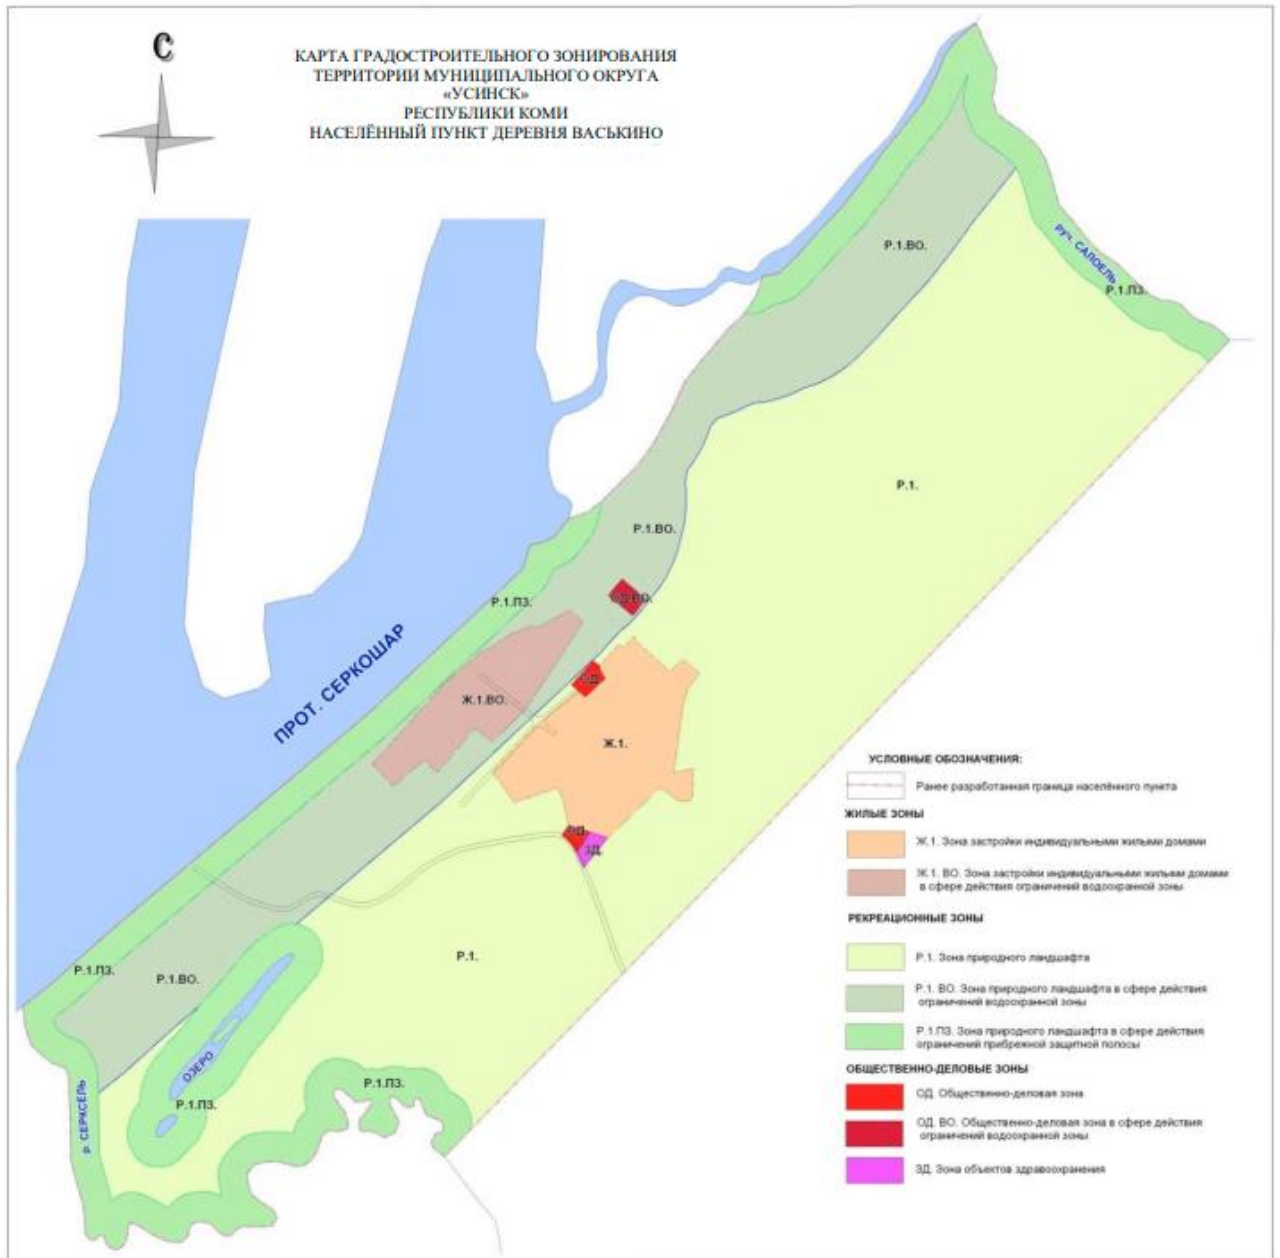 С
КАРТА ГРАДОСТРОИТЕЛЬНОГО ЗОНИРОВАНИЯ
ТЕРРИТОРИИ МУНИЦИПАЛЬНОГО ОКРУГА
«УСИНСК»
РЕСПУБЛИКИ КОМИ
НАСЕЛЁННЫЙ ПУНКТ ДЕРЕВНЯ ВАСЬКИНО
Р.1.ВО.
руч. САЛОЕЛЬ
Р.1.ПЗ.
Р.1.
Р.1.ВО.
Р.1.ПЗ.
ОД.ВО.
ПРОТ. СЕРКОШАР
ОД.
Ж.1.ВО.
Ж.1.
ОД.
ЗД.
Р.1.
Р.1.ПЗ.
Р.1.ВО.
ОЗЕРО
Р.1.ПЗ.
Р.1.ПЗ.
р. СЕРКСЕЛЬ
УСЛОВНЫЕ ОБОЗНАЧЕНИЯ:
Ранее разработанная граница населённого пункта
ЖИЛЫЕ ЗОНЫ
Ж.1. Зона застройки индивидуальными жилыми домами
Ж.1. ВО. Зона застройки индивидуальными жилыми домами
в сфере действия ограничений водоохранной зоны
РЕКРЕАЦИОННЫЕ ЗОНЫ
Р.1. Зона природного ландшафта
Р.1. ВО. Зона природного ландшафта в сфере действия
ограничений водоохранной зоны
Р.1.ПЗ. Зона природного ландшафта в сфере действия
ограничений прибрежной защитной полосы
ОБЩЕСТВЕННО-ДЕЛОВЫЕ ЗОНЫ
ОД. Общественно-деловая зона
ОД. ВО. Общественно-деловая зона в сфере действия
ограничений водоохранной зоны
ЗД. Зона объектов здравоохранения